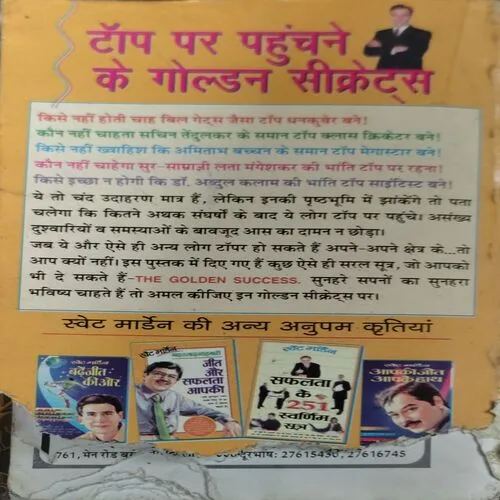 टॉप पर पहुंचने
के गोल्डन सीक्रेट्स
किसे नहीं होती चाह बिल गेट्स जैसा टॉप धनकुबेर बने!
कौन नहीं चाहता सचिन तेंदुलकर के समान टॉप क्लास क्रिकेटर बने!
किसे नहीं ख्वाहिश कि अमिताभ बच्चन के समान टॉप मेगास्टार बने!
कौन नहीं चाहेगा सुर-साम्राज्ञी लता मंगेशकर की भांति टॉप पर रहना!
किसे इच्छा न होगी कि डॉ. अब्दुल कलाम की भांति टॉप साइंटिस्ट बने!
ये तो चंद उदाहरण मात्र हैं, लेकिन इनकी पृष्ठभूमि में झांकेंगे तो पता
चलेगा कि कितने अथक संघर्षों के बाद ये लोग टॉप पर पहुंचे। असंख्य
दुश्वारियों व समस्याओं के बावजूद आस का दामन न छोड़ा।
जब ये और ऐसे ही अन्य लोग टॉपर हो सकते हैं अपने-अपने क्षेत्र के...तो
आप क्यों नहीं। इस पुस्तक में दिए गए हैं कुछ ऐसे ही सरल सूत्र, जो आपको
भी दे सकते हैं-THE GOLDEN SUCCESS. सुनहरे सपनों का सुनहरा
भविष्य चाहते हैं तो अमल कीजिए इन गोल्डन सीक्रेट्स पर।
स्वेट मार्डेन की अन्य अनुपम कृतियां
स्वेट मार्डेन
बढ़ें जीत
की ओर
स्वेट मार्डेन
जीत
और
सफलता
आपकी
स्वेट मार्डेन
सफलता
के
251
स्वर्णिम
सूत्र
स्वेट मार्डेन
आपकी जीत
आपके हाथ
761, मेन रोड दूरभाष: 27615430, 27616745